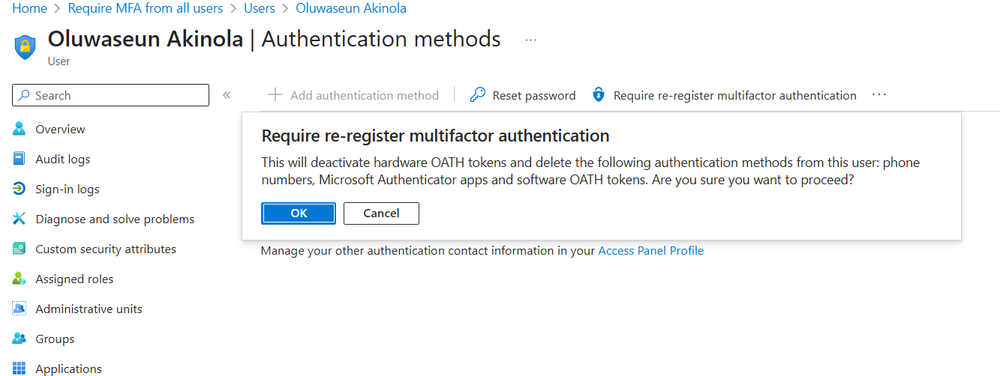 Home > Require MFA from all users > Users > Oluwaseun Akinola
Oluwaseun Akinola | Authentication methods ...
User
Search
Add authentication method
Reset password
Require re-register multifactor authentication ...
Overview
Audit logs
Sign-in logs
Diagnose and solve problems
Custom security attributes
Assigned roles
Administrative units
Groups
Applications
Require re-register multifactor authentication
This will deactivate hardware OATH tokens and delete the following authentication methods from this user: phone
numbers, Microsoft Authenticator apps and software OATH tokens. Are you sure you want to proceed?
OK
Cancel
Manage your other authentication contact information in your Access Panel Profile